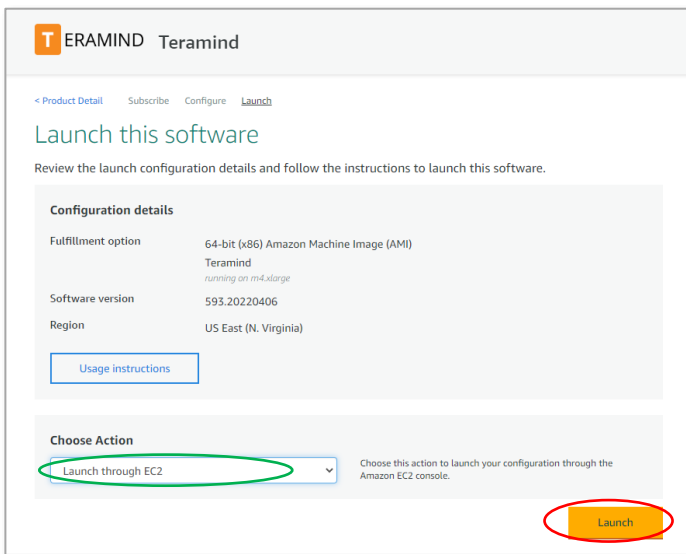 TERAMIND Teramind
< Product Detail Subscribe Configure Launch
Launch this software
Review the launch configuration details and follow the instructions to launch this software.
Configuration details
Fulfillment option 64-bit (x86) Amazon Machine Image (AMI)
Teramind
running on m4.xlarge
Software version 593.20220406
Region US East (N. Virginia)
Usage instructions
Choose Action
Launch through EC2
Choose this action to launch your configuration through the
Amazon EC2 console.
Launch